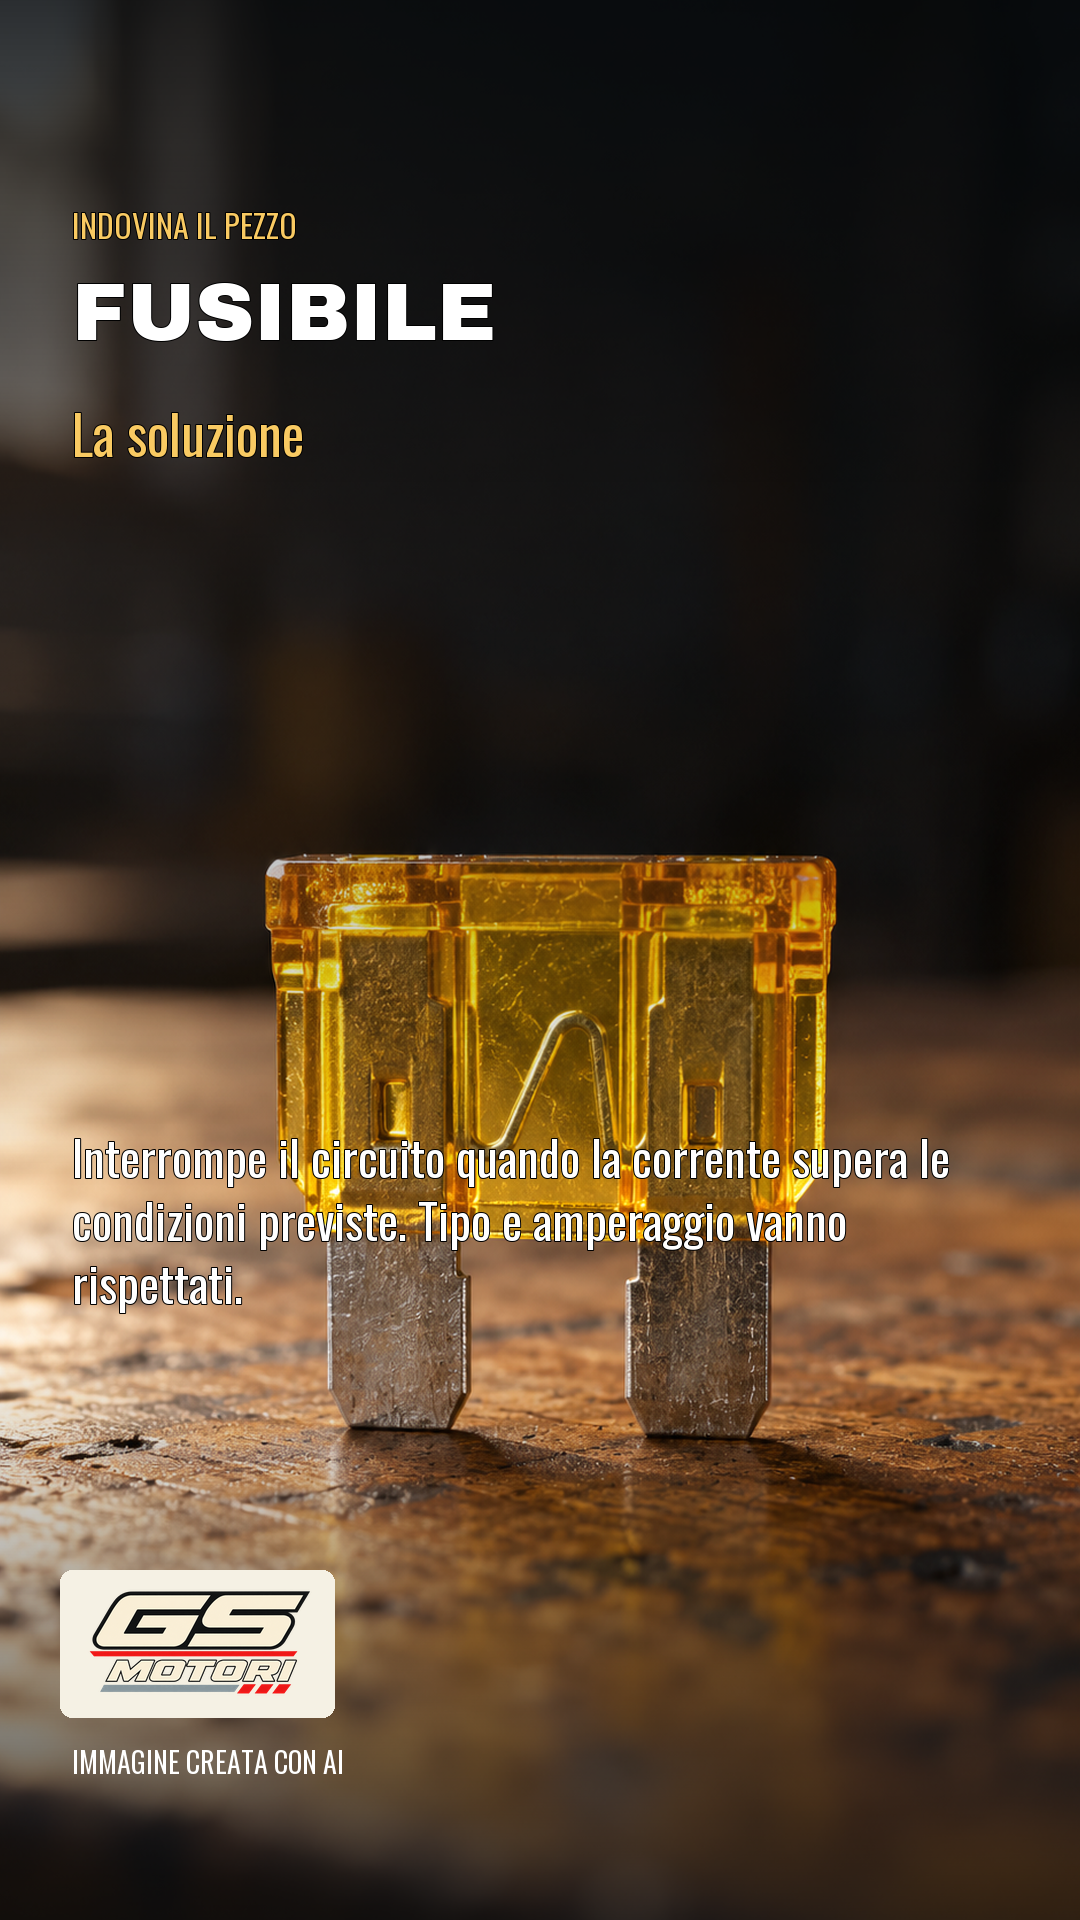 INDOVINA IL PEZZO
FUSIBILE
La soluzione
Interrompe il circuito quando la corrente supera le
condizioni previste. Tipo e amperaggio vanno
rispettati.
GS
MOTORI
IMMAGINE CREATA CON AI